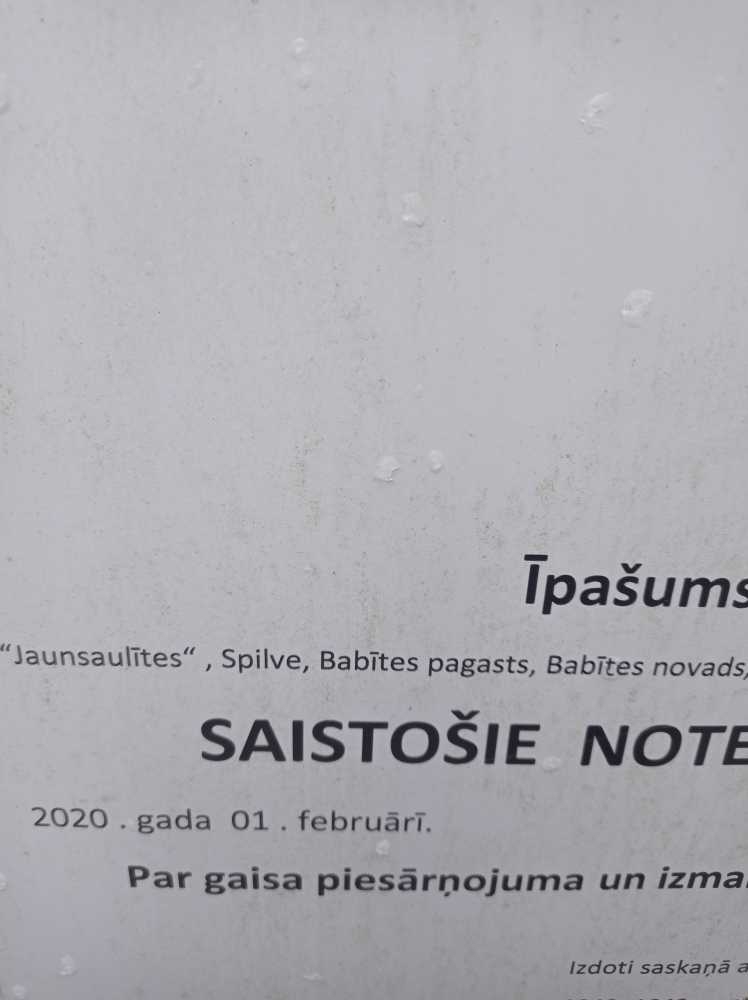 Īpašums
“Jaunsaulītes“ , Spilve, Babītes pagasts, Babītes novads,
SAISTOŠIE NOTE
2020 . gada 01 . februārī.
Par gaisa piesārņojuma un izma
Izdoti saskaņā a